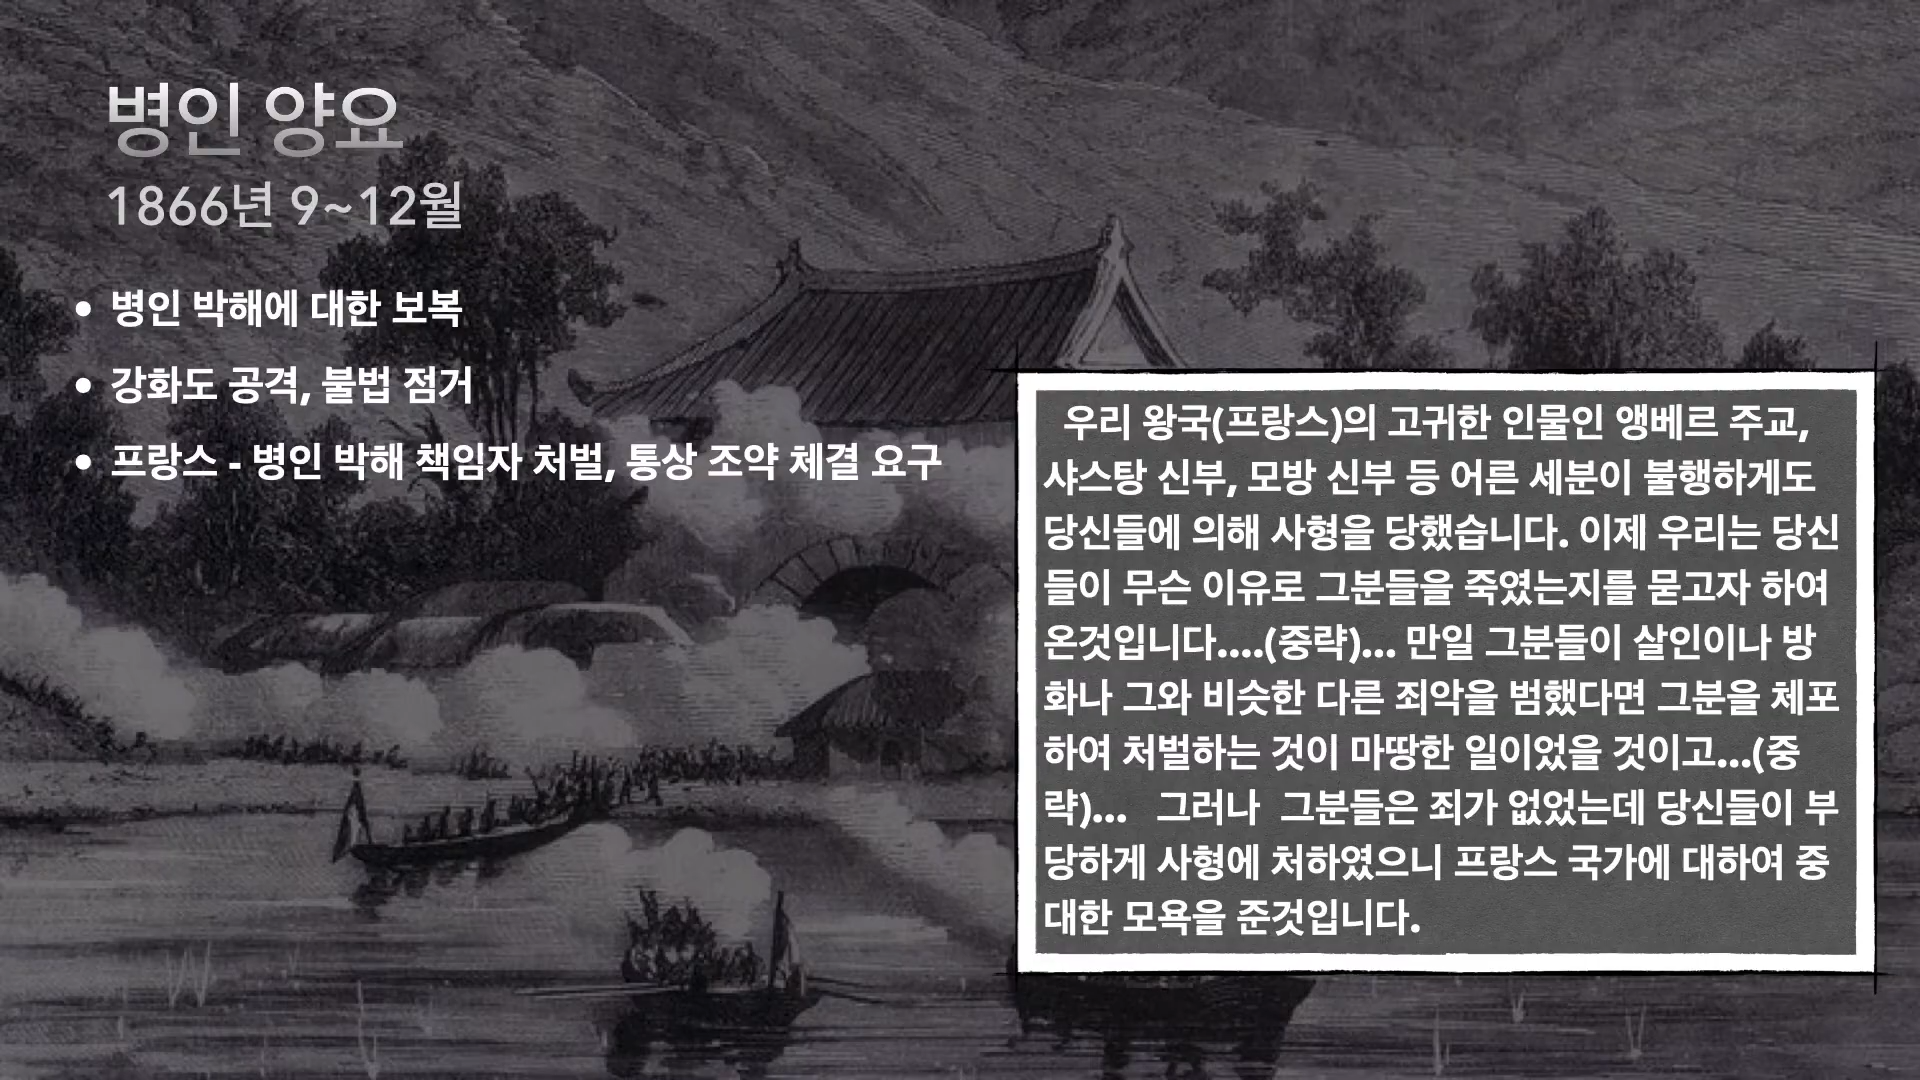 병인 양요
1866년 9~12월
• 병인 박해에 대한 보복
• 강화도 공격, 불법 점거
• 프랑스 - 병인 박해 책임자 처벌, 통상 조약 체결 요구
우리 왕국(프랑스)의 고귀한 인물인 앵베르 주교,
샤스탕 신부, 모방 신부 등 어른 세분이 불행하게도
당신들에 의해 사형을 당했습니다. 이제 우리는 당신
들이 무슨 이유로 그분들을 죽였는지를 묻고자 하여
온것입니다....(중략)... 만일 그분들이 살인이나 방
화나 그와 비슷한 다른 죄악을 범했다면 그분을 체포
하여 처벌하는 것이 마땅한 일이었을 것이고...(중
략)... 그러나 그분들은 죄가 없었는데 당신들이 부
당하게 사형에 처하였으니 프랑스 국가에 대하여 중
대한 모욕을 준것입니다.